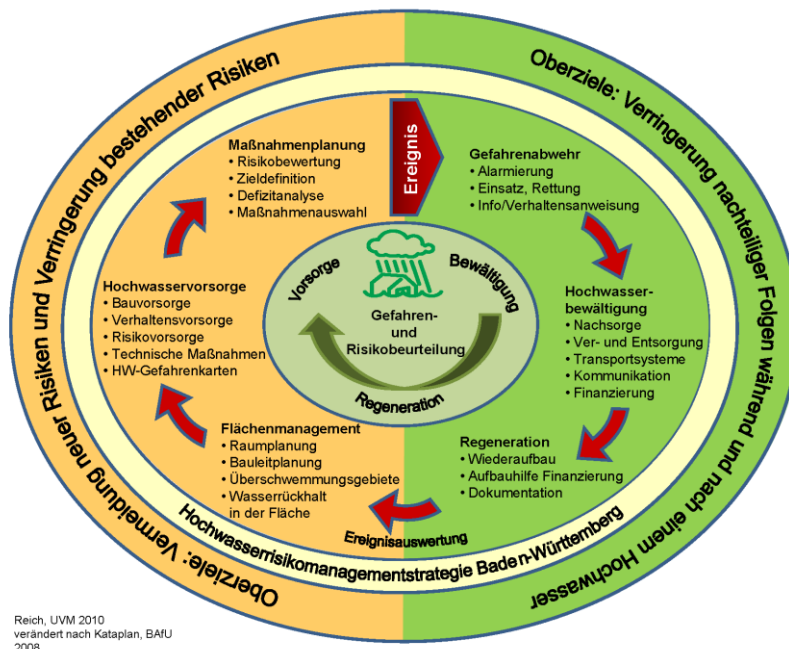 Oberziele: Vermeidung neuer Risiken und Verringerung bestehender Risiken
Oberziele: Verringerung nachteiliger Folgen während und nach einem Hochwasser
Maßnahmenplanung
• Risikobewertung
• Zieldefinition
• Defizitanalyse
• Maßnahmenauswahl
Ereignis
Gefahrenabwehr
• Alarmierung
• Einsatz, Rettung
• Info/Verhaltensanweisung
Hochwasservorsorge
• Bauvorsorge
• Verhaltensvorsorge
• Risikovorsorge
• Technische Maßnahmen
• HW-Gefahrenkarten
Vorsorge
Bewältigung
Gefahren-
und
Risikobeurteilung
Regeneration
Hochwasser-
bewältigung
• Nachsorge
• Ver- und Entsorgung
• Transportsysteme
• Kommunikation
• Finanzierung
Flächenmanagement
• Raumplanung
• Bauleitplanung
• Überschwemmungsgebiete
• Wasserrückhalt
in der Fläche
Regeneration
• Wiederaufbau
• Aufbauhilfe Finanzierung
• Dokumentation
Ereignisauswertung
Hochwasserrisikomanagementstrategie Baden-Württemberg
Reich, UVM 2010
verändert nach Kataplan, BAfU
2008